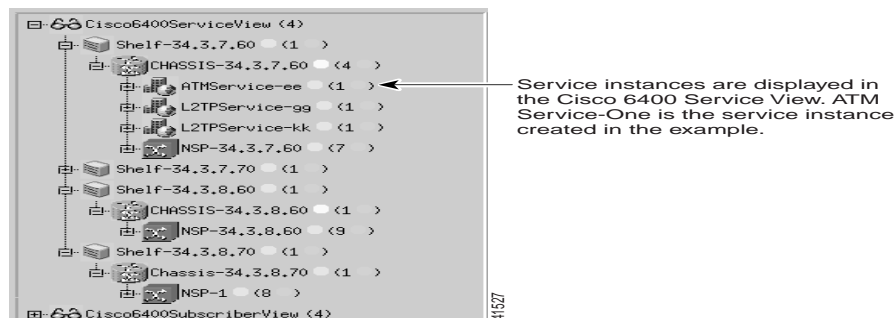 Cisco6400ServiceView (4)
Shelf-34.3.7.60 (1 )
CHASSIS-34.3.7.60 (4 )
ATMService-ee (1 )
L2TPService-gg (1 )
L2TPService-kk (1 )
NSP-34.3.7.60 (7 )
Shelf-34.3.7.70 (1 )
Shelf-34.3.8.60 (1 )
CHASSIS-34.3.8.60 (1 )
NSP-34.3.8.60 (9 )
Shelf-34.3.8.70 (1 )
Chassis-34.3.8.70 (1 )
NSP-1 (8 )
Cisco6400SubscriberView (4)
Service instances are displayed in
the Cisco 6400 Service View. ATM
Service-One is the service instance
created in the example.
41527